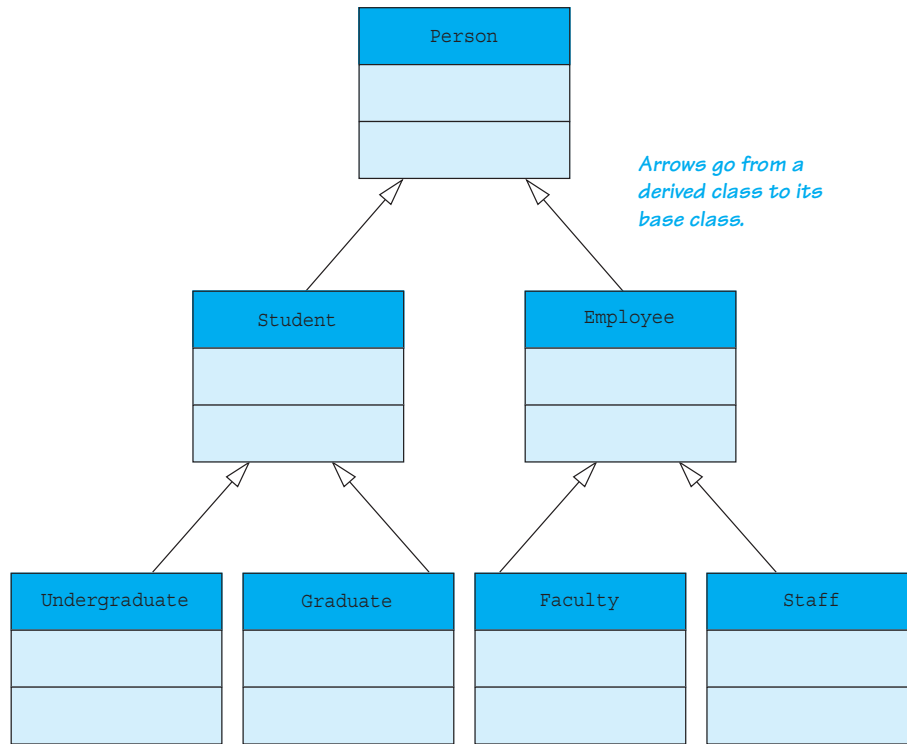 Person
Arrows go from a
derived class to its
base class.
Student
Employee
Undergraduate
Graduate
Faculty
Staff